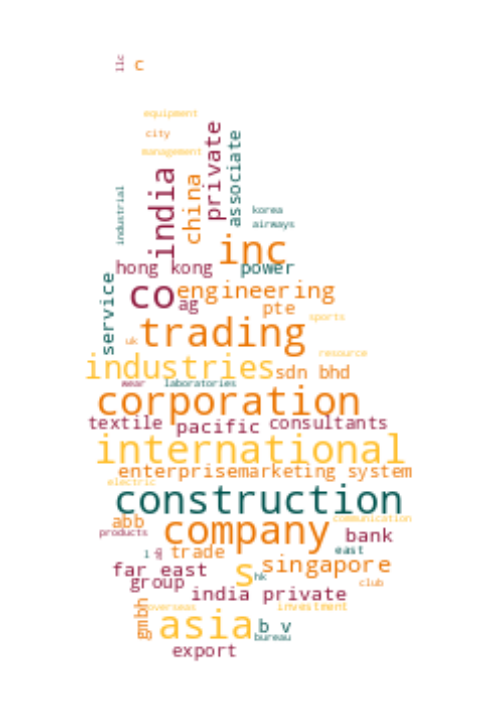 llc c
equipment
city
management
private
associate
india
china
industrial
korea
airways
inc
hong kong power
service
co engineering
ag pte
sports
trading
uk
resource
industries sdn bhd
wear laboratories
corporation
textile pacific consultants
international
enterprise marketing system
electric
construction
abb communication
products company bank
l trade east
far east s singapore
hk
group club
india private
gmbh overseas investment
asia b v
bureau
export